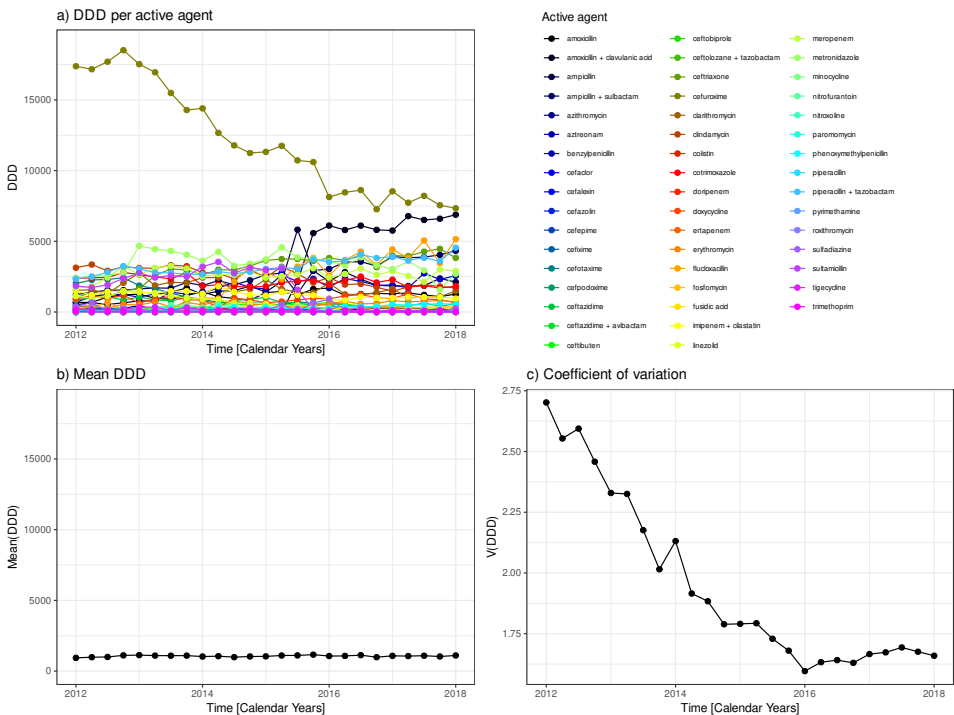 a) DDD per active agent
15000
10000
5000
0
DDD
2012
2014
2016
2018
Time [Calendar Years]
Active agent
amoxicillin
amoxicillin + clavulanic acid
ampicillin
ampicillin + sulbactam
azithromycin
aztreonam
benzylpenicillin
cefaclor
cefalexin
cefazolin
cefepime
cefixime
cefotaxime
cefpodoxime
ceftazidime
ceftazidime + avibactam
ceftibuten
ceftobiprole
ceftolozane + tazobactam
ceftriaxone
cefuroxime
clarithromycin
clindamycin
colistin
cotrimoxazole
doripenem
doxycycline
ertapenem
erythromycin
flucloxacillin
fosfomycin
fusidic acid
imipenem + cilastatin
linezolid
meropenem
metronidazole
minocycline
nitrofurantoin
nitroxoline
paromomycin
phenoxymethylpenicillin
piperacillin
piperacillin + tazobactam
pyrimethamine
roxithromycin
sulfadiazine
sultamicillin
tigecycline
trimethoprim
b) Mean DDD
15000
10000
5000
0
Mean(DDD)
2012
2014
2016
2018
Time [Calendar Years]
c) Coefficient of variation
2.75
2.50
2.25
2.00
1.75
V(DDD)
2012
2014
2016
2018
Time [Calendar Years]